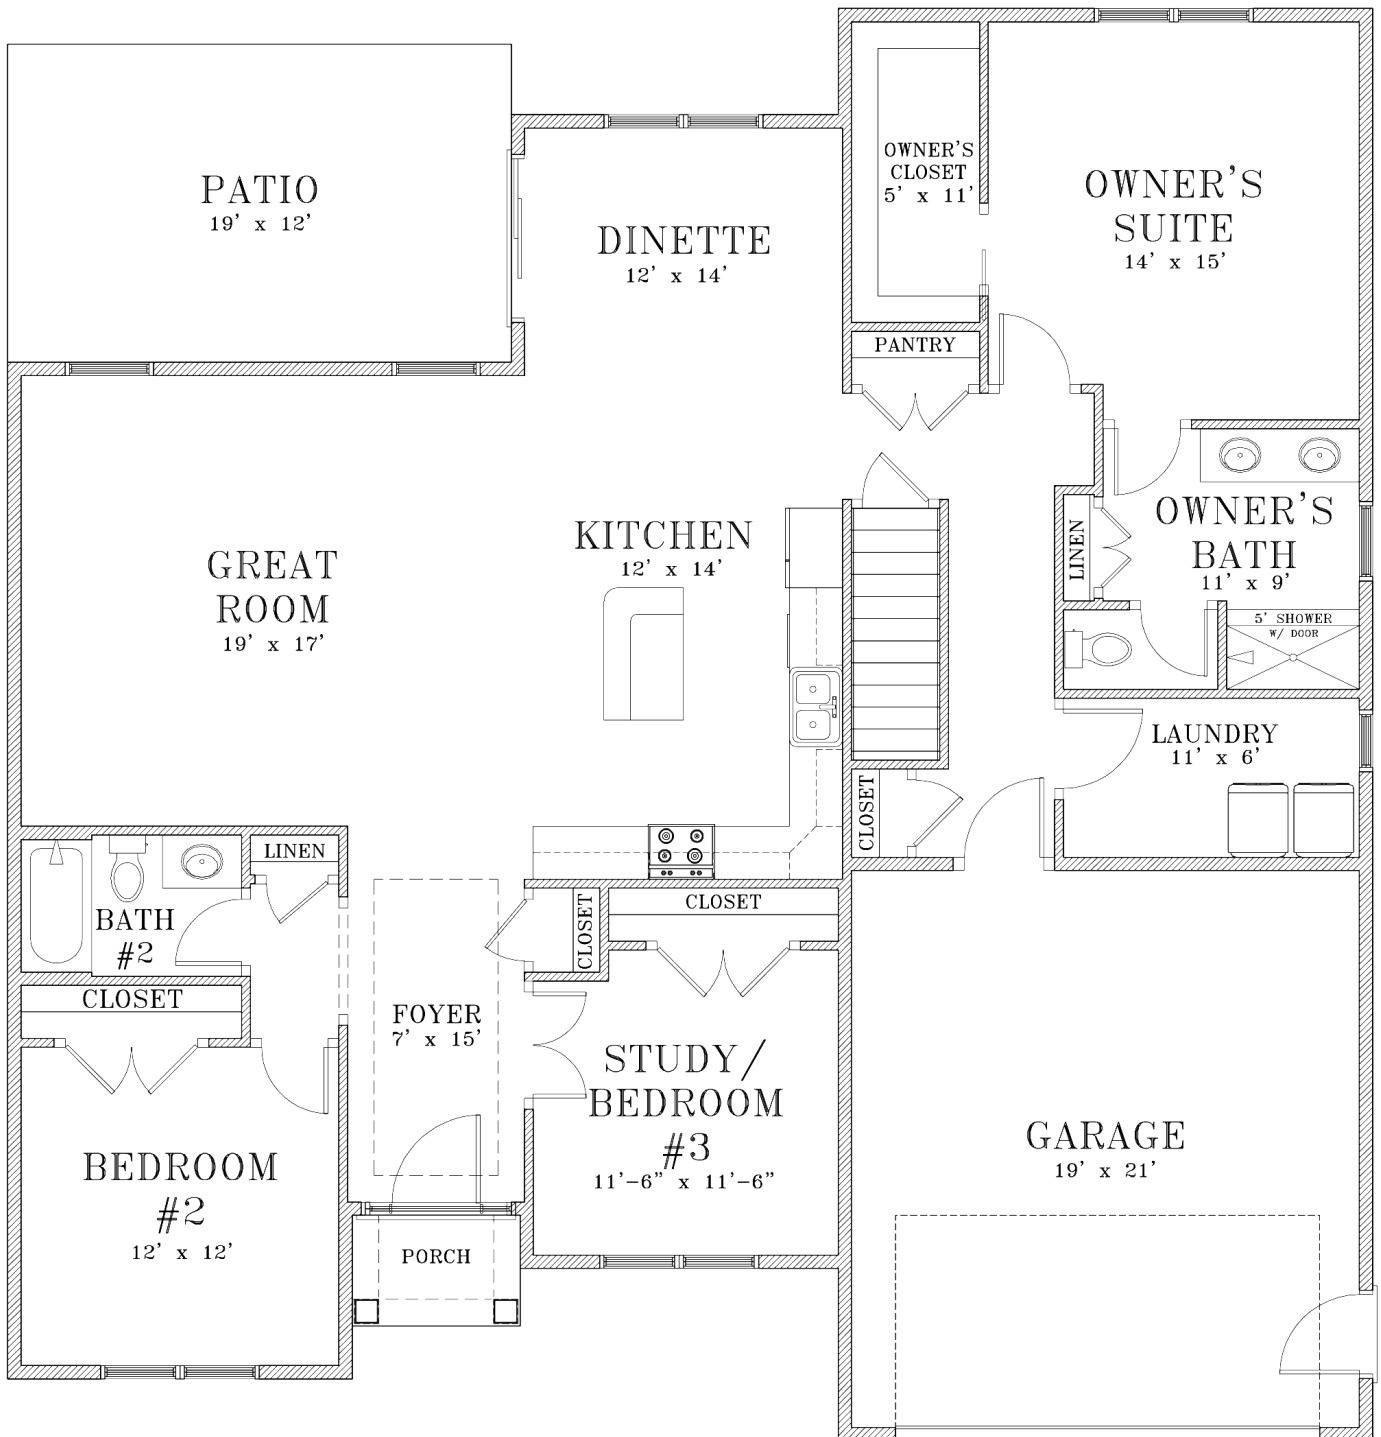 PATIO
19' x 12'
DINETTE
12' x 14'
OWNER'S
CLOSET
5' x 11'
OWNER'S
SUITE
14' x 15'
PANTRY
GREAT
ROOM
19' x 17'
KITCHEN
12' x 14'
LINEN
OWNER'S
BATH
11' x 9'
5' SHOWER
W/ DOOR
LAUNDRY
11' x 6'
CLOSET
LINEN
BATH
#2
CLOSET
CLOSET
CLOSET
FOYER
7' x 15'
STUDY/
BEDROOM
#3
11'-6" x 11'-6"
BEDROOM
#2
12' x 12'
PORCH
GARAGE
19' x 21'